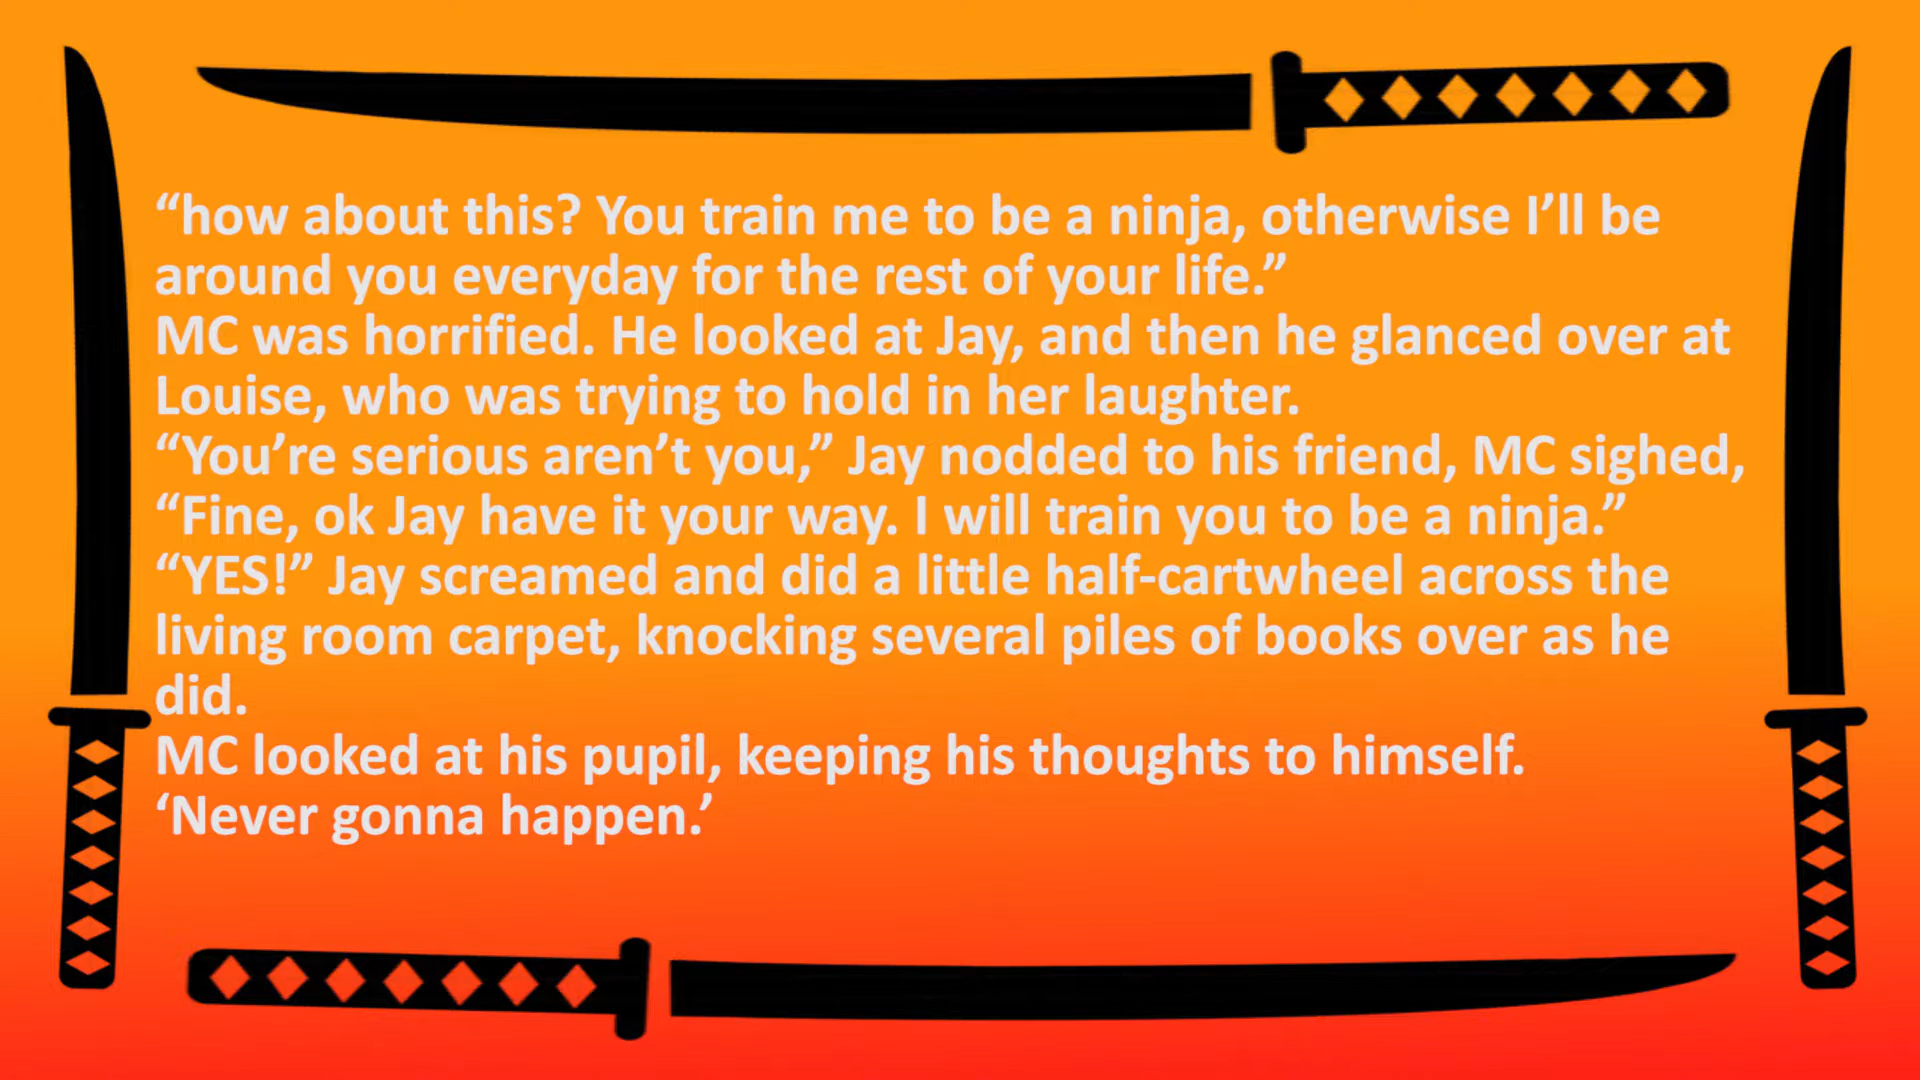 “how about this? You train me to be a ninja, otherwise I’ll be
around you everyday for the rest of your life.”
MC was horrified. He looked at Jay, and then he glanced over at
Louise, who was trying to hold in her laughter.
“You’re serious aren’t you,” Jay nodded to his friend, MC sighed,
“Fine, ok Jay have it your way. I will train you to be a ninja.”
“YES!” Jay screamed and did a little half-cartwheel across the
living room carpet, knocking several piles of books over as he
did.
MC looked at his pupil, keeping his thoughts to himself.
‘Never gonna happen.’